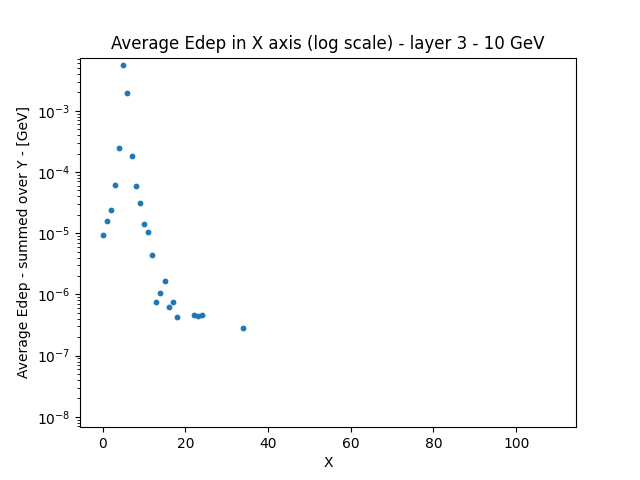 Average Edep in X axis (log scale) - layer 3 - 10 GeV
Average Edep - summed over Y - [GeV]
10⁻³
10⁻⁴
10⁻⁵
10⁻⁶
10⁻⁷
10⁻⁸
0 20 40 60 80 100
X